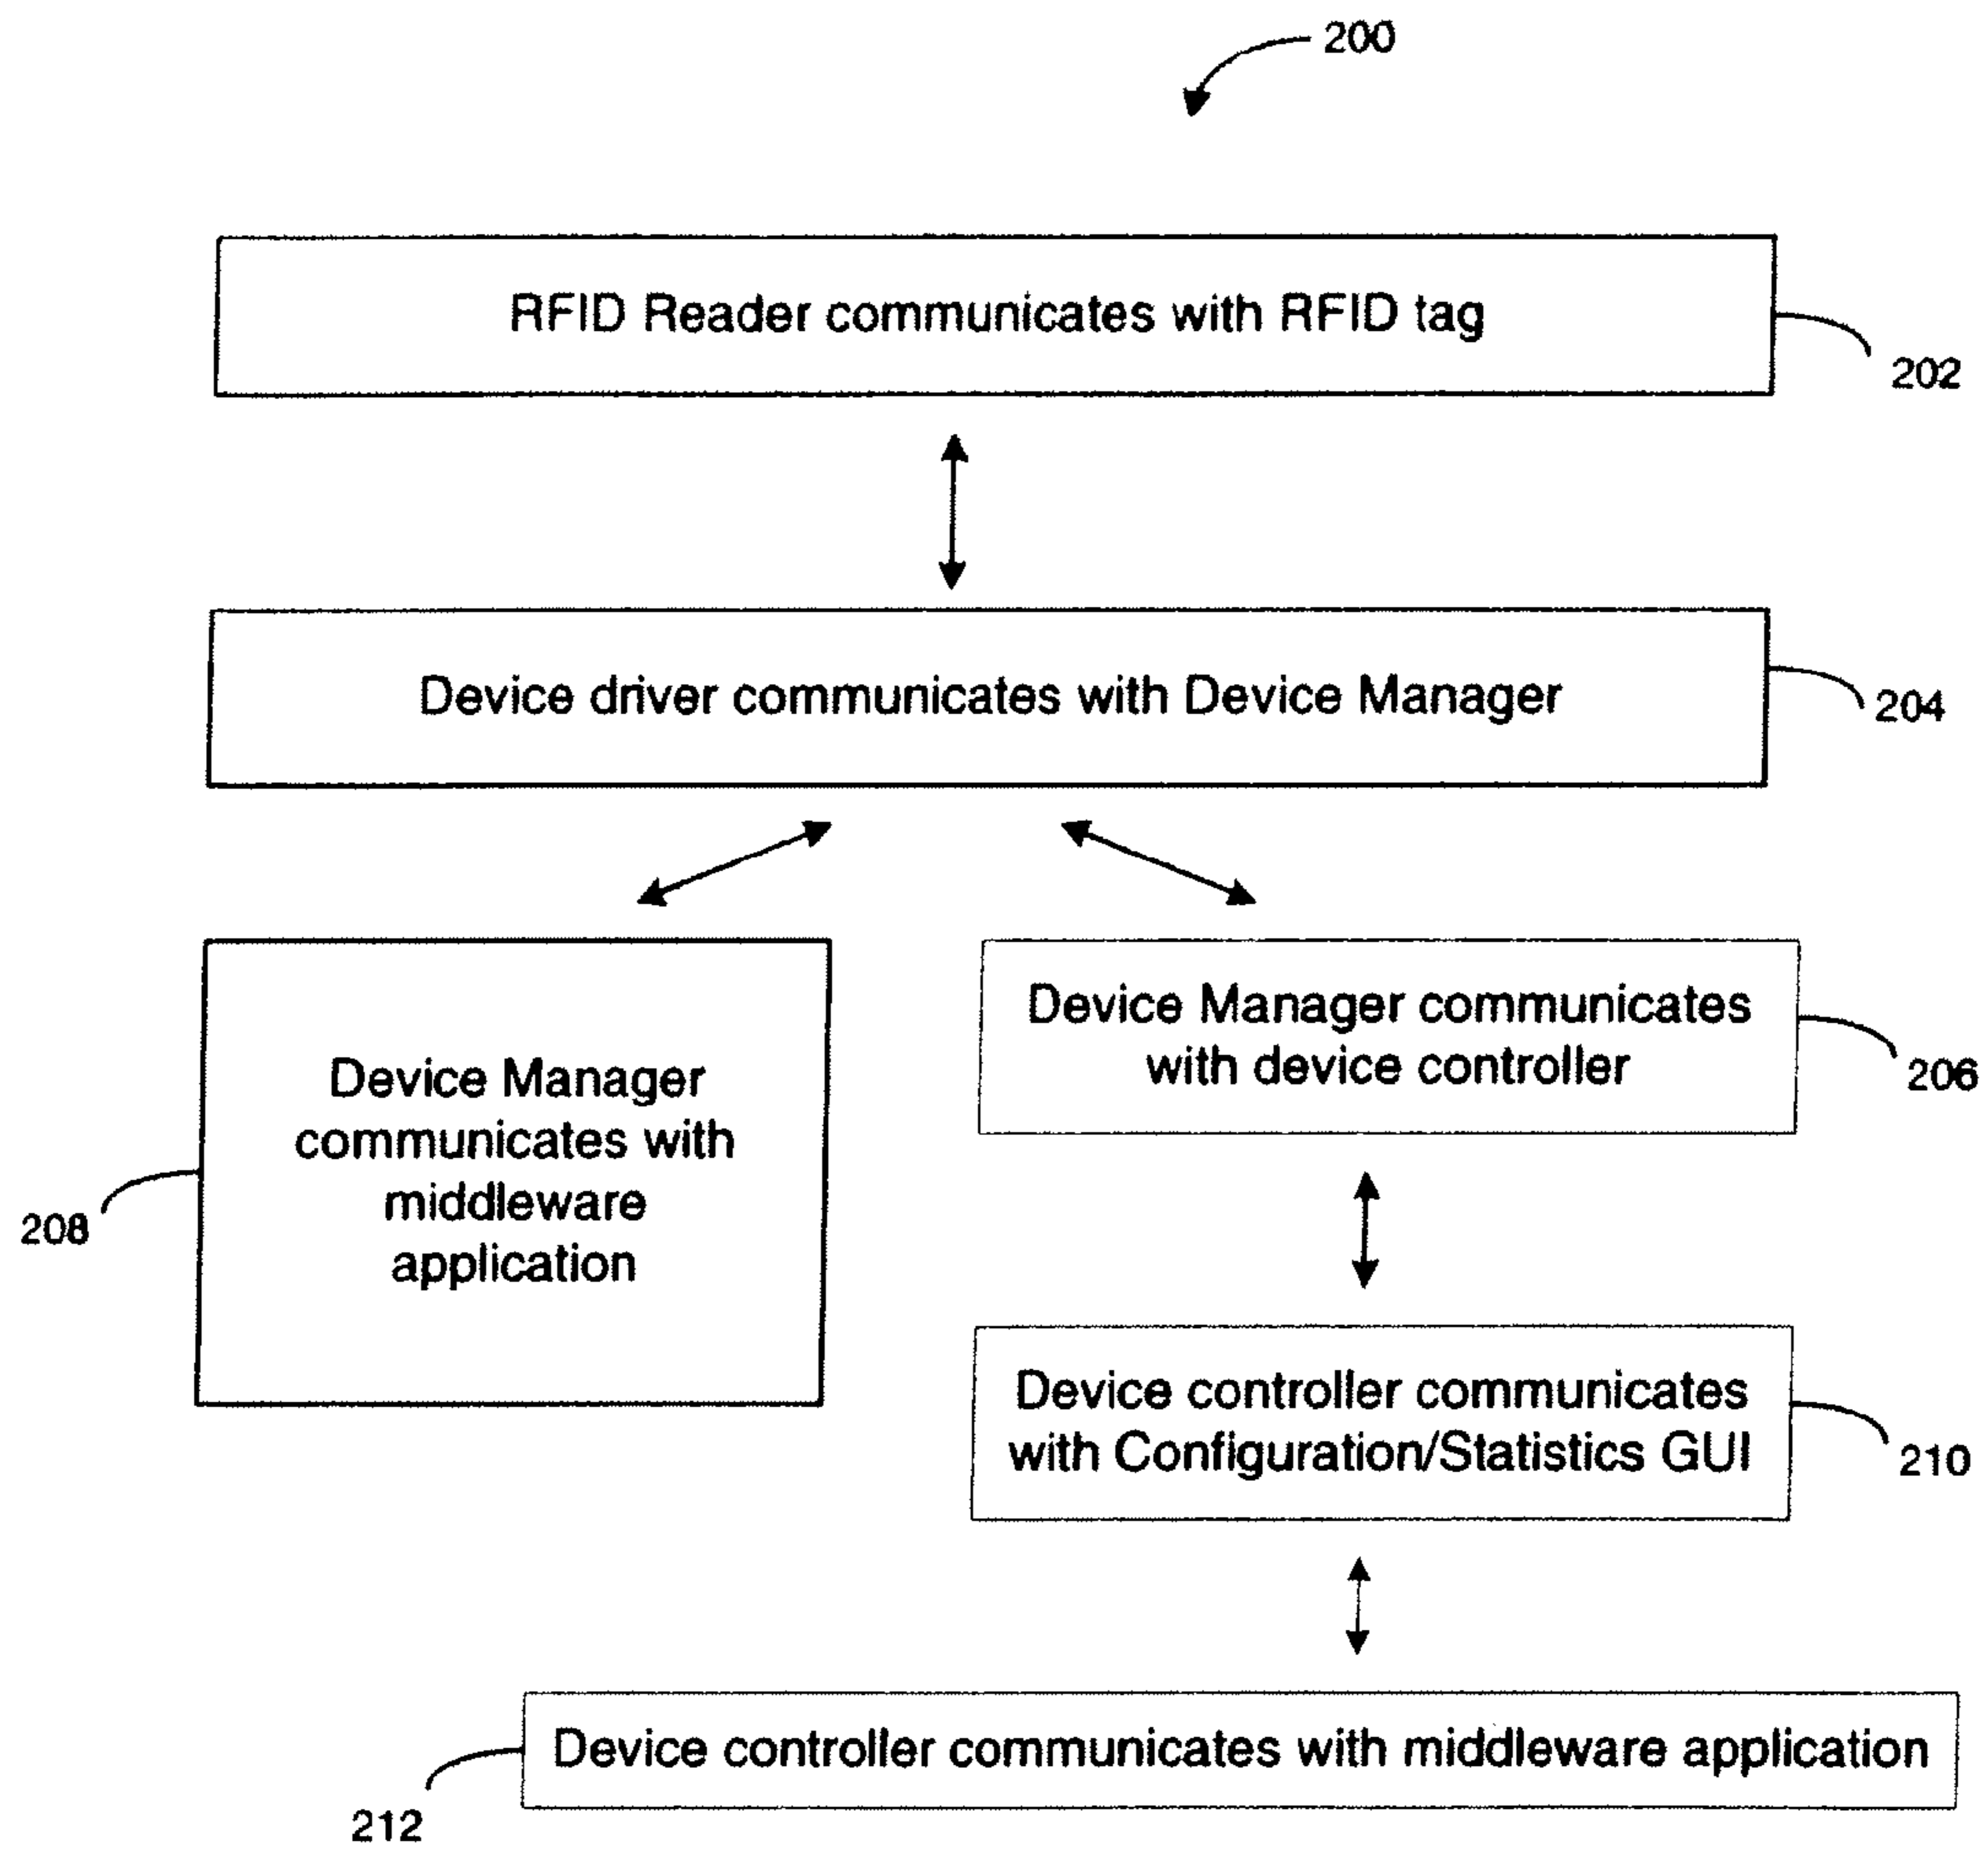 200
RFID Reader communicates with RFID tag
202
Device driver communicates with Device Manager
204
Device Manager
communicates with
middleware
application
208
Device Manager communicates
with device controller
206
Device controller communicates
with Configuration/Statistics GUI
210
Device controller communicates with middleware application
212